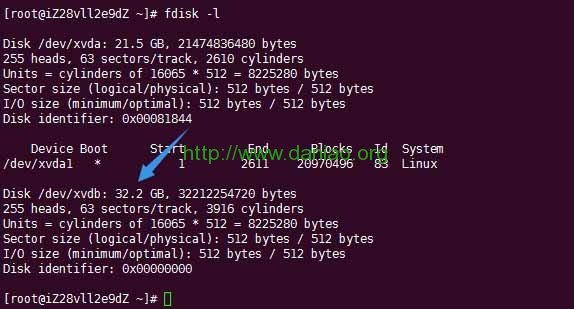 [root@iZ28vll2e9dZ ~]# fdisk -l
Disk /dev/xvda: 21.5 GB, 21474836480 bytes
255 heads, 63 sectors/track, 2610 cylinders
Units = cylinders of 16065 * 512 = 8225280 bytes
Sector size (logical/physical): 512 bytes / 512 bytes
I/O size (minimum/optimal): 512 bytes / 512 bytes
Disk identifier: 0x00081844
Device Boot Start End Blocks Id System
http://www.danlab.org
/dev/xvda1 * 1 2611 20970496 83 Linux
Disk /dev/xvdb: 32.2 GB, 32212254720 bytes
255 heads, 63 sectors/track, 3916 cylinders
Units = cylinders of 16065 * 512 = 8225280 bytes
Sector size (logical/physical): 512 bytes / 512 bytes
I/O size (minimum/optimal): 512 bytes / 512 bytes
Disk identifier: 0x00000000
[root@iZ28vll2e9dZ ~]#